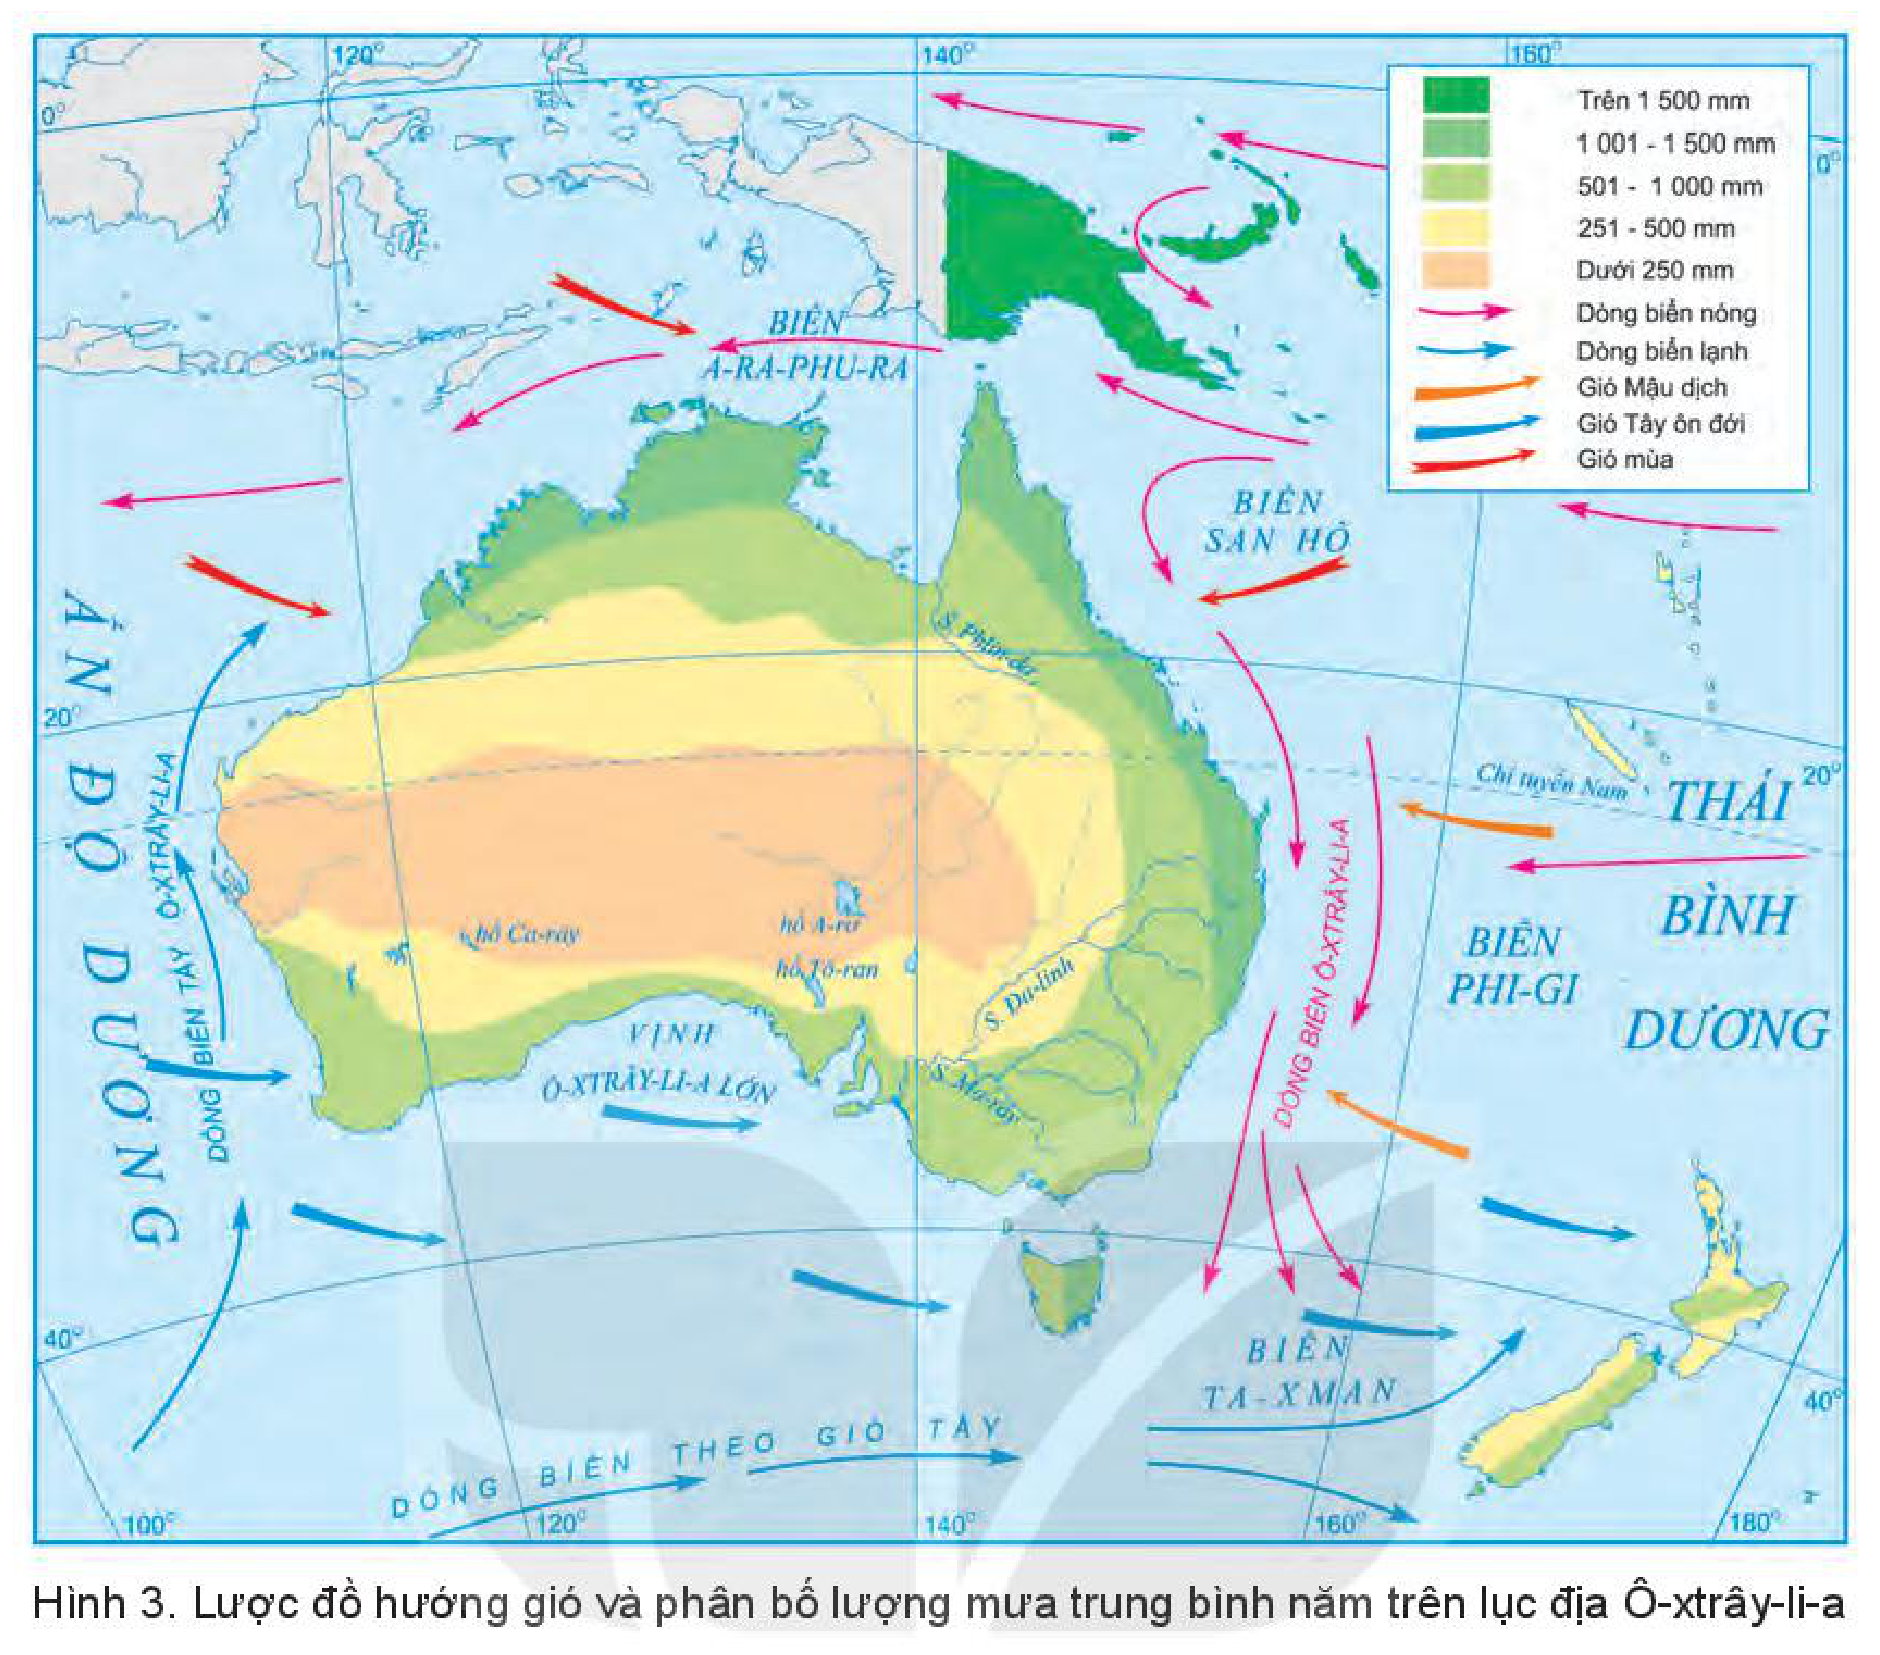 120°
140°
160°
0°
Trên 1 500 mm
1 001 - 1 500 mm
501 - 1 000 mm
251 - 500 mm
Dưới 250 mm
Dòng biển nóng
Dòng biển lạnh
Gió Mậu dịch
Gió Tây ôn đới
Gió mùa
0°
BIỂN
A-RA-PHU-RA
BIỂN
SAN HÔ
ẤN ĐỘ DƯƠNG
S. Phlin-dơ
20°
Chí tuyến Nam
20°
THÁI
BÌNH
DƯƠNG
DÒNG BIỂN TÂY Ô-XTRÂY-LI-A
DÒNG BIỂN Ô-XTRÂY-LI-A
hồ Ca-rây
hồ A-rơ
hồ Tô-ran
S. Đa-linh
BIỂN
PHI-GI
VỊNH
Ô-XTRÂY-LI-A LỚN
S. Mơ-rây
40°
BIỂN
TA-XMAN
40°
DÒNG BIỂN THEO GIÓ TÂY
100°
120°
140°
160°
180°
Hình 3. Lược đồ hướng gió và phân bố lượng mưa trung bình năm trên lục địa Ô-xtrây-li-a